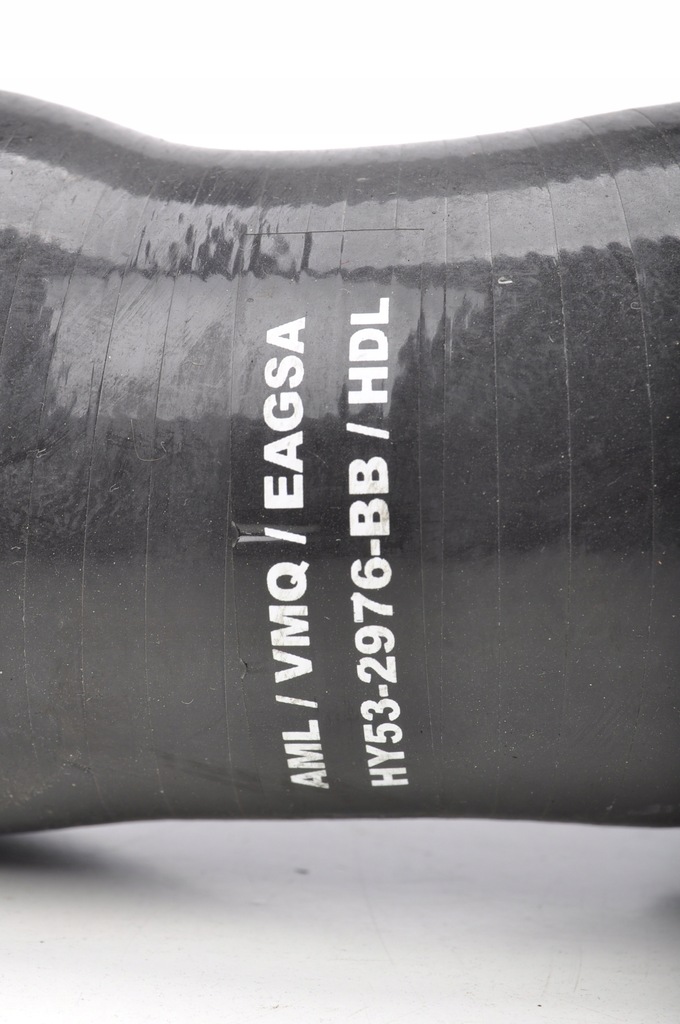 AML / VMQ / EAGSA
HY53-2976-BB / HDL